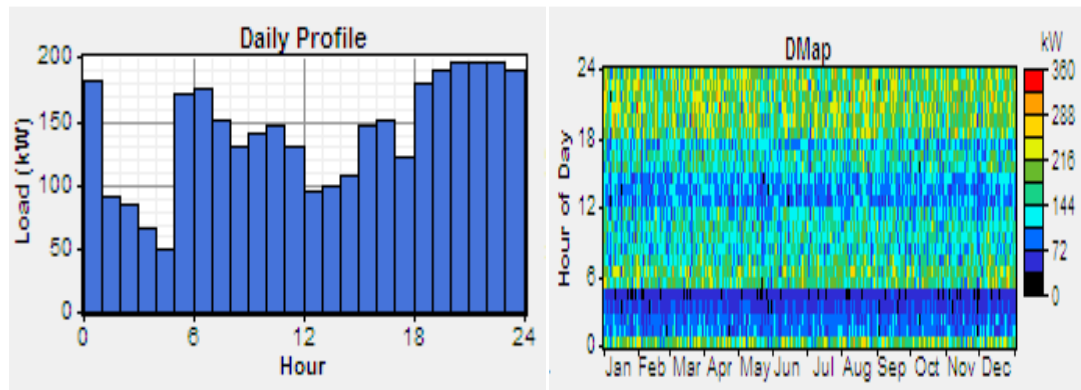 Daily Profile
Load (kW)
200
150
100
50
0
0 6 12 18 24
Hour
DMap
Hour of Day
24
18
12
6
0
Jan Feb Mar Apr May Jun Jul Aug Sep Oct Nov Dec
kW
360
288
216
144
72
0